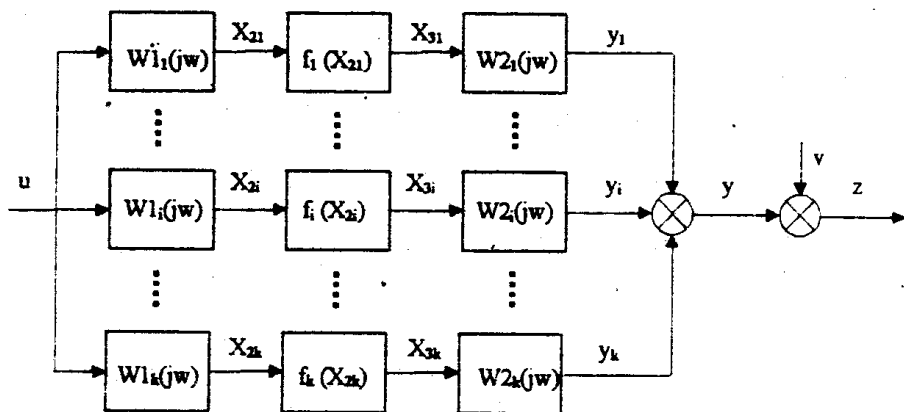 X₂₁ X₃₁ y₁
W1₁(jw) f₁(X₂₁) W2₁(jw)
v
u X₂ᵢ X₃ᵢ yᵢ y z
W1ᵢ(jw) fᵢ(X₂ᵢ) W2ᵢ(jw)
X₂ₖ X₃ₖ yₖ
W1ₖ(jw) fₖ(X₂ₖ) W2ₖ(jw)